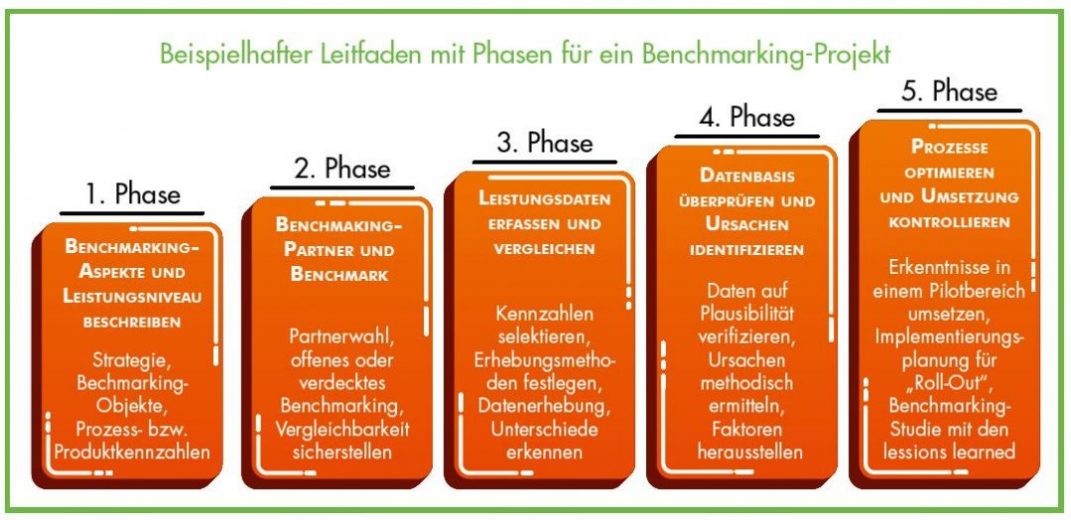 Beispielhafter Leitfaden mit Phasen für ein Benchmarking-Projekt
1. Phase
BENCHMARKING-
ASPEKTE UND
LEISTUNGSNIVEAU
BESCHREIBEN
Strategie,
Bechmarking-
Objekte,
Prozess- bzw.
Produktkennzahlen
2. Phase
BENCHMAKING-
PARTNER UND
BENCHMARK
Partnerwahl,
offenes oder
verdecktes
Benchmarking,
Vergleichbarkeit
sicherstellen
3. Phase
LEISTUNGSDATEN
ERFASSEN UND
VERGLEICHEN
Kennzahlen
selektieren,
Erhebungsmetho-
den festlegen,
Datenerhebung,
Unterschiede
erkennen
4. Phase
DATENBASIS
ÜBERPRÜFEN UND
URSACHEN
IDENTIFIZIEREN
Daten auf
Plausibilität
verifizieren,
Ursachen
methodisch
ermitteln,
Faktoren
herausstellen
5. Phase
PROZESSE
OPTIMIEREN
UND UMSETZUNG
KONTROLLIEREN
Erkenntnisse in
einem Pilotbereich
umsetzen,
Implementierungs-
planung für
„Roll-Out“,
Benchmarking-
Studie mit den
lessions learned